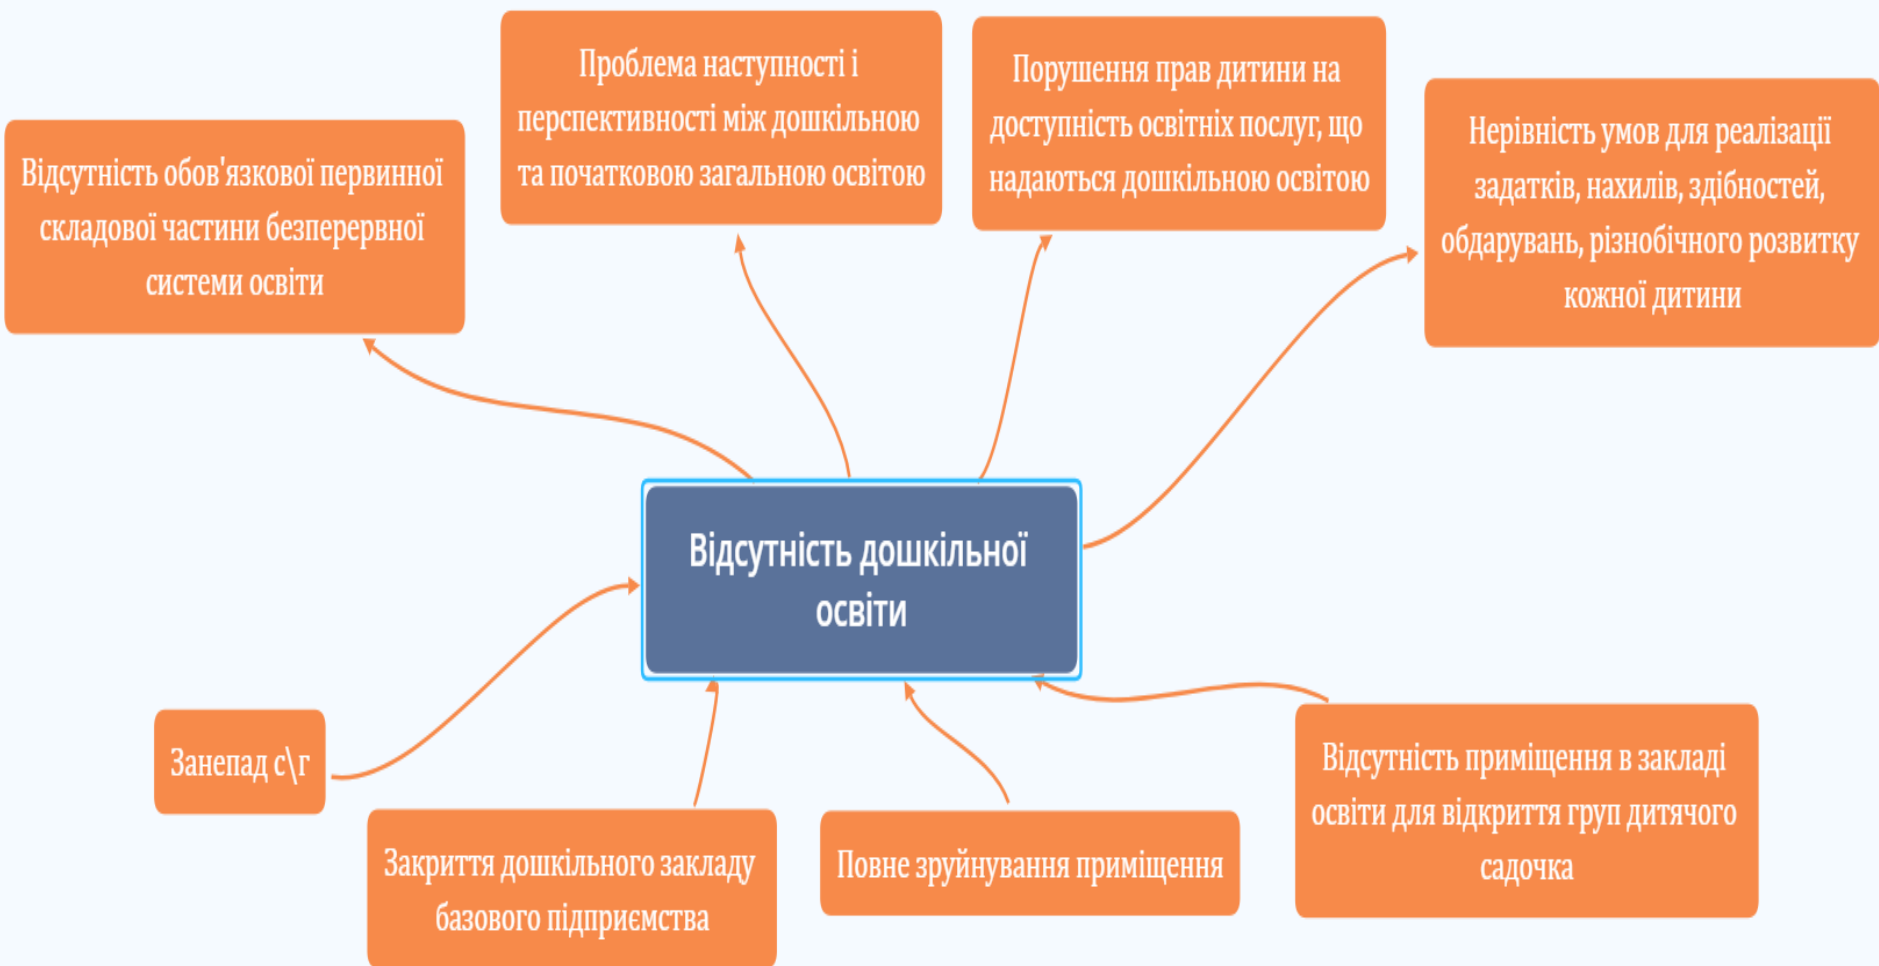 Відсутність обов'язкової первинної
складової частини безперервної
системи освіти
Проблема наступності і
перспективності між дошкільною
та початковою загальною освітою
Порушення прав дитини на
доступність освітніх послуг, що
надаються дошкільною освітою
Нерівність умов для реалізації
задатків, нахилів, здібностей,
обдарувань, різнобічного розвитку
кожної дитини
Відсутність дошкільної
освіти
Занепад с\г
Закриття дошкільного закладу
базового підприємства
Повне зруйнування приміщення
Відсутність приміщення в закладі
освіти для відкриття груп дитячого
садочка